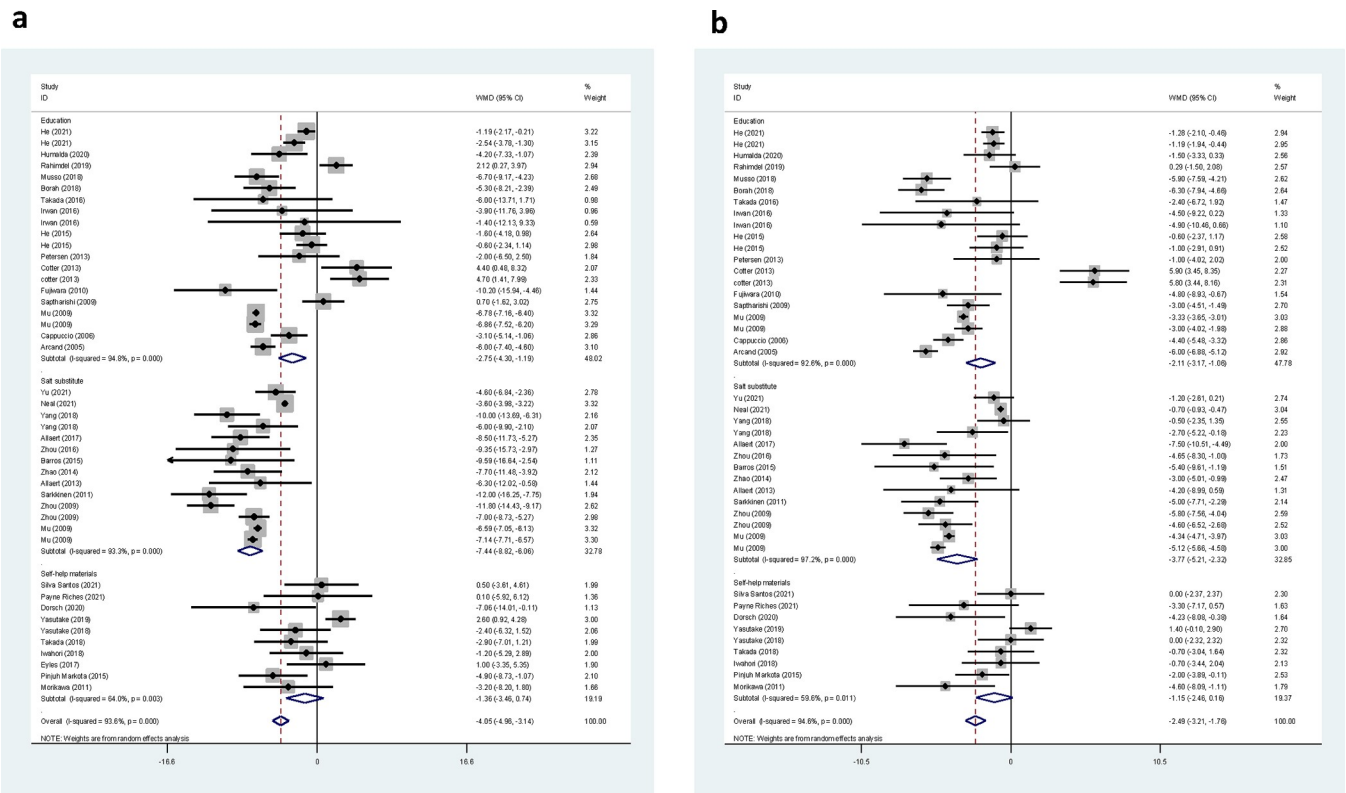 a
Study %
ID WMD (95% CI) Weight
Education
He (2021) -1.19 (-2.17, -0.21) 3.22
He (2021) -2.54 (-3.78, -1.30) 3.15
Humalda (2020) -4.20 (-7.33, -1.07) 2.39
Rahimdel (2019) 2.12 (0.27, 3.97) 2.94
Musso (2018) -6.70 (-9.17, -4.23) 2.68
Borah (2018) -5.30 (-8.21, -2.39) 2.49
Takada (2016) -6.00 (-13.71, 1.71) 0.98
Irwan (2016) -3.90 (-11.76, 3.96) 0.96
Irwan (2016) -1.40 (-12.13, 9.33) 0.59
He (2015) -1.60 (-4.18, 0.98) 2.64
He (2015) -0.60 (-2.34, 1.14) 2.98
Petersen (2013) -2.00 (-6.50, 2.50) 1.84
Cotter (2013) 4.40 (0.48, 8.32) 2.07
cotter (2013) 4.70 (1.41, 7.99) 2.33
Fujiwara (2010) -10.20 (-15.94, -4.46) 1.44
Saptharishi (2009) 0.70 (-1.62, 3.02) 2.75
Mu (2009) -6.78 (-7.16, -6.40) 3.32
Mu (2009) -6.86 (-7.52, -6.20) 3.29
Cappuccio (2006) -3.10 (-5.14, -1.06) 2.86
Arcand (2005) -6.00 (-7.40, -4.60) 3.10
Subtotal (I-squared = 94.8%, p = 0.000) -2.75 (-4.30, -1.19) 48.02
.
Salt substitute
Yu (2021) -4.60 (-6.84, -2.36) 2.78
Neal (2021) -3.60 (-3.98, -3.22) 3.32
Yang (2018) -10.00 (-13.69, -6.31) 2.16
Yang (2018) -6.00 (-9.90, -2.10) 2.07
Allaert (2017) -8.50 (-11.73, -5.27) 2.35
Zhou (2016) -9.35 (-15.73, -2.97) 1.27
Barros (2015) -9.59 (-16.64, -2.54) 1.11
Zhao (2014) -7.70 (-11.48, -3.92) 2.12
Allaert (2013) -6.30 (-12.02, -0.58) 1.44
Sarkkinen (2011) -12.00 (-16.25, -7.75) 1.94
Zhou (2009) -11.80 (-14.43, -9.17) 2.62
Zhou (2009) -7.00 (-8.73, -5.27) 2.98
Mu (2009) -6.59 (-7.05, -6.13) 3.32
Mu (2009) -7.14 (-7.71, -6.57) 3.30
Subtotal (I-squared = 93.3%, p = 0.000) -7.44 (-8.82, -6.06) 32.78
.
Self-help materials
Silva Santos (2021) 0.50 (-3.61, 4.61) 1.99
Payne Riches (2021) 0.10 (-5.92, 6.12) 1.36
Dorsch (2020) -7.06 (-14.01, -0.11) 1.13
Yasutake (2019) 2.60 (0.92, 4.28) 3.00
Yasutake (2018) -2.40 (-6.32, 1.52) 2.06
Takada (2018) -2.90 (-7.01, 1.21) 1.99
Iwahori (2018) -1.20 (-5.29, 2.89) 2.00
Eyles (2017) 1.00 (-3.35, 5.35) 1.90
Pinjuh Markota (2015) -4.90 (-8.73, -1.07) 2.10
Morikawa (2011) -3.20 (-8.20, 1.80) 1.66
Subtotal (I-squared = 64.0%, p = 0.003) -1.36 (-3.46, 0.74) 19.19
.
Overall (I-squared = 93.6%, p = 0.000) -4.05 (-4.96, -3.14) 100.00
NOTE: Weights are from random effects analysis
-16.6 0 16.6
b
Study %
ID WMD (95% CI) Weight
Education
He (2021) -1.28 (-2.10, -0.46) 2.94
He (2021) -1.19 (-1.94, -0.44) 2.95
Humalda (2020) -1.50 (-3.33, 0.33) 2.56
Rahimdel (2019) 0.29 (-1.50, 2.08) 2.57
Musso (2018) -5.90 (-7.59, -4.21) 2.62
Borah (2018) -6.30 (-7.94, -4.66) 2.64
Takada (2016) -2.40 (-6.72, 1.92) 1.47
Irwan (2016) -4.50 (-9.22, 0.22) 1.33
Irwan (2016) -4.90 (-10.46, 0.66) 1.10
He (2015) -0.60 (-2.37, 1.17) 2.58
He (2015) -1.00 (-2.91, 0.91) 2.52
Petersen (2013) -1.00 (-4.02, 2.02) 2.00
Cotter (2013) 5.90 (3.45, 8.35) 2.27
cotter (2013) 5.80 (3.44, 8.16) 2.31
Fujiwara (2010) -4.80 (-8.93, -0.67) 1.54
Saptharishi (2009) -3.00 (-4.51, -1.49) 2.70
Mu (2009) -3.33 (-3.65, -3.01) 3.03
Mu (2009) -3.00 (-4.02, -1.98) 2.88
Cappuccio (2006) -4.40 (-5.48, -3.32) 2.86
Arcand (2005) -6.00 (-6.88, -5.12) 2.92
Subtotal (I-squared = 92.6%, p = 0.000) -2.11 (-3.17, -1.06) 47.78
.
Salt substitute
Yu (2021) -1.20 (-2.61, 0.21) 2.74
Neal (2021) -0.70 (-0.93, -0.47) 3.04
Yang (2018) -0.50 (-2.35, 1.35) 2.55
Yang (2018) -2.70 (-5.22, -0.18) 2.23
Allaert (2017) -7.50 (-10.51, -4.49) 2.00
Zhou (2016) -4.65 (-8.30, -1.00) 1.73
Barros (2015) -5.40 (-9.61, -1.19) 1.51
Zhao (2014) -3.00 (-5.01, -0.99) 2.47
Allaert (2013) -4.20 (-8.99, 0.59) 1.31
Sarkkinen (2011) -5.00 (-7.71, -2.29) 2.14
Zhou (2009) -5.80 (-7.56, -4.04) 2.59
Zhou (2009) -4.60 (-6.52, -2.68) 2.52
Mu (2009) -4.34 (-4.71, -3.97) 3.03
Mu (2009) -5.12 (-5.66, -4.58) 3.00
Subtotal (I-squared = 97.2%, p = 0.000) -3.77 (-5.21, -2.32) 32.85
.
Self-help materials
Silva Santos (2021) 0.00 (-2.37, 2.37) 2.30
Payne Riches (2021) -3.30 (-7.17, 0.57) 1.63
Dorsch (2020) -4.23 (-8.08, -0.38) 1.64
Yasutake (2019) 1.40 (-0.10, 2.90) 2.70
Yasutake (2018) 0.00 (-2.32, 2.32) 2.32
Takada (2018) -0.70 (-3.04, 1.64) 2.32
Iwahori (2018) -0.70 (-3.44, 2.04) 2.13
Pinjuh Markota (2015) -2.00 (-3.89, -0.11) 2.53
Morikawa (2011) -4.60 (-8.09, -1.11) 1.79
Subtotal (I-squared = 59.6%, p = 0.011) -1.15 (-2.46, 0.16) 19.37
.
Overall (I-squared = 94.6%, p = 0.000) -2.49 (-3.21, -1.76) 100.00
NOTE: Weights are from random effects analysis
-10.5 0 10.5